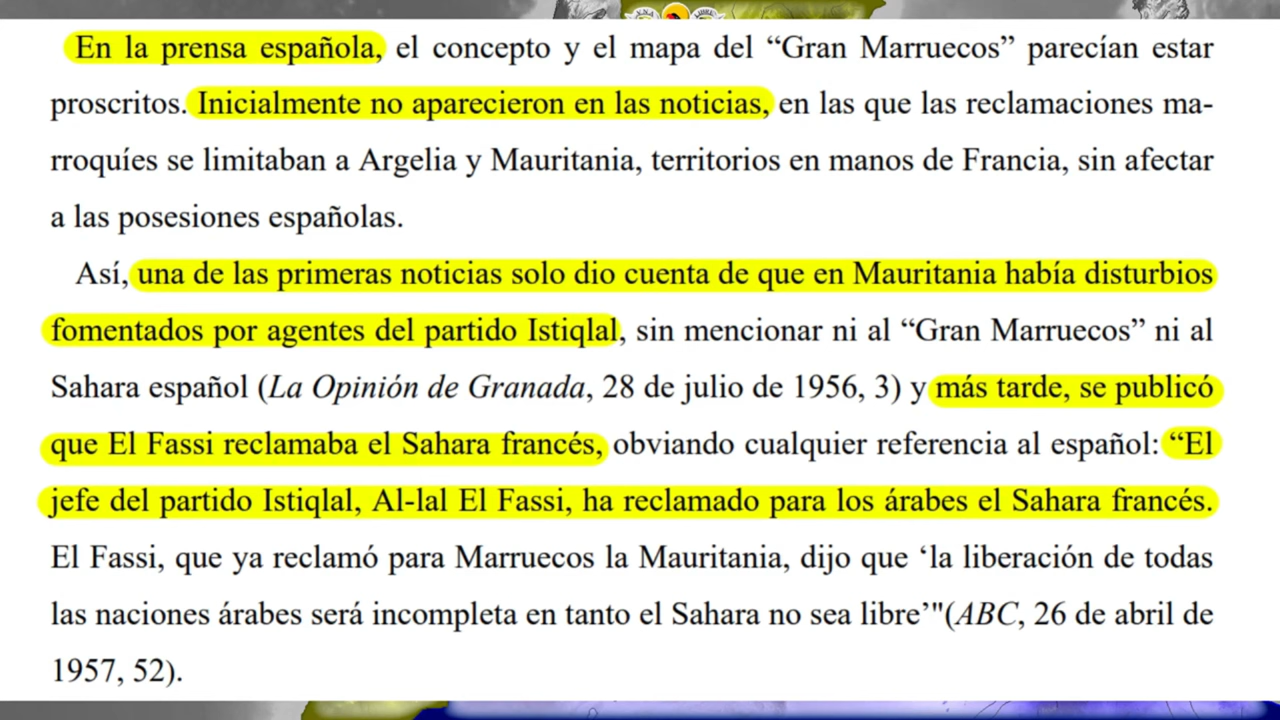 En la prensa española, el concepto y el mapa del “Gran Marruecos” parecían estar
proscritos. Inicialmente no aparecieron en las noticias, en las que las reclamaciones ma-
rroquíes se limitaban a Argelia y Mauritania, territorios en manos de Francia, sin afectar
a las posesiones españolas.
Así, una de las primeras noticias solo dio cuenta de que en Mauritania había disturbios
fomentados por agentes del partido Istiqlal, sin mencionar ni al “Gran Marruecos” ni al
Sahara español (La Opinión de Granada, 28 de julio de 1956, 3) y más tarde, se publicó
que El Fassi reclamaba el Sahara francés, obviando cualquier referencia al español: “El
jefe del partido Istiqlal, Al-lal El Fassi, ha reclamado para los árabes el Sahara francés.
El Fassi, que ya reclamó para Marruecos la Mauritania, dijo que ‘la liberación de todas
las naciones árabes será incompleta en tanto el Sahara no sea libre’"(ABC, 26 de abril de
1957, 52).